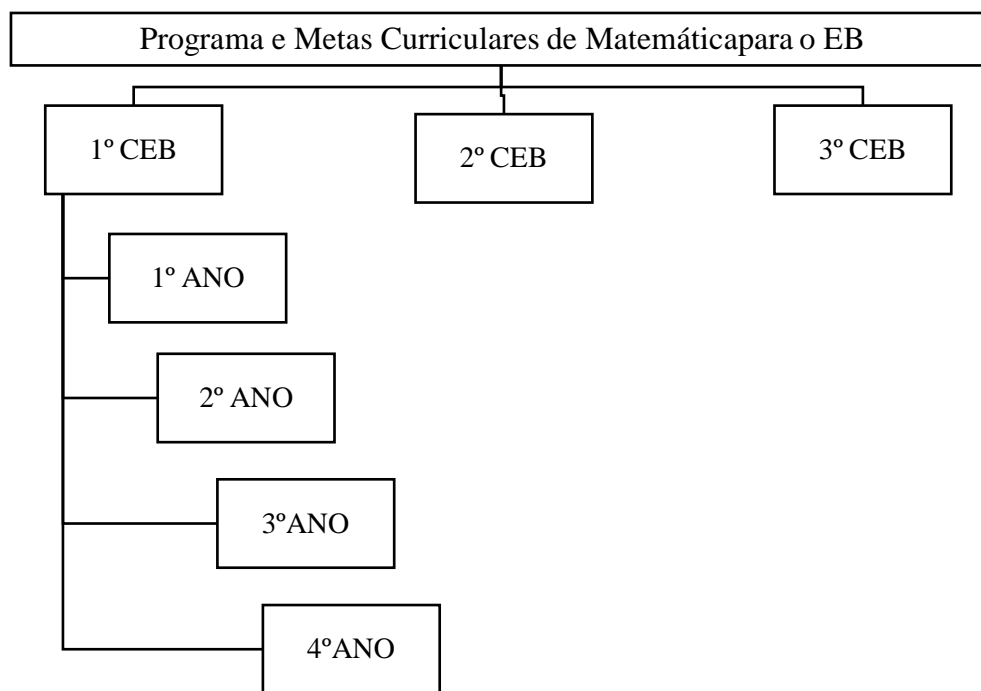 Programa e Metas Curriculares de Matemáticapara o EB
1º CEB
2º CEB
3º CEB
1º ANO
2º ANO
3ºANO
4ºANO